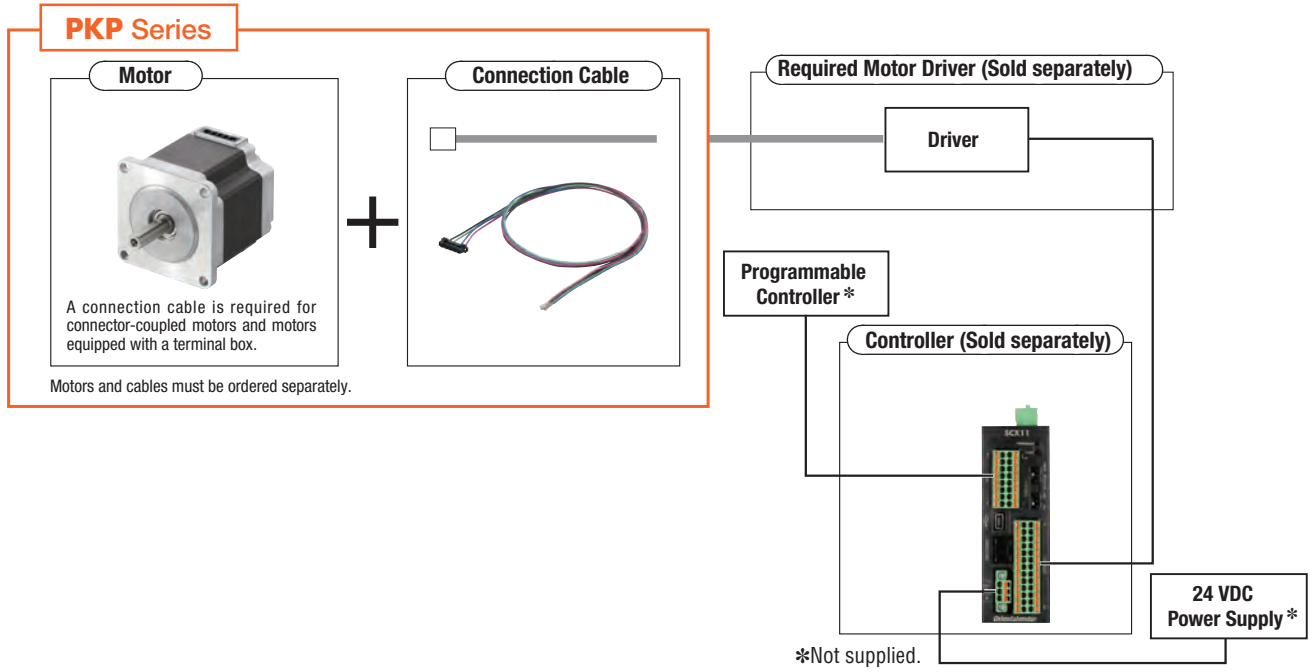 PKP Series
Motor
A connection cable is required for
connector-coupled motors and motors
equipped with a terminal box.
Connection Cable
Motors and cables must be ordered separately.
Required Motor Driver (Sold separately)
Driver
Programmable
Controller*
Controller (Sold separately)
SCX11
Orientalmotor
24 VDC
Power Supply*
*Not supplied.